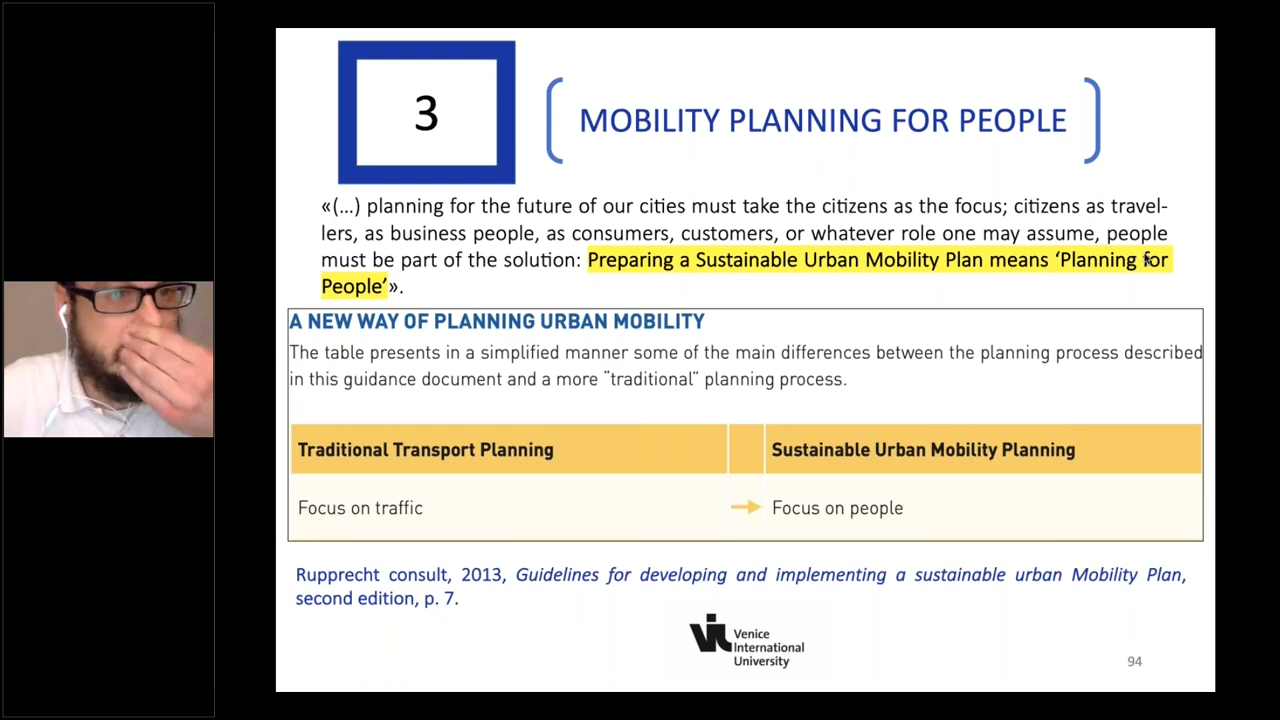 3
MOBILITY PLANNING FOR PEOPLE
«(…) planning for the future of our cities must take the citizens as the focus; citizens as travel-
lers, as business people, as consumers, customers, or whatever role one may assume, people
must be part of the solution: Preparing a Sustainable Urban Mobility Plan means ‘Planning for
People’».
A NEW WAY OF PLANNING URBAN MOBILITY
The table presents in a simplified manner some of the main differences between the planning process described
in this guidance document and a more “traditional” planning process.
Traditional Transport Planning
Sustainable Urban Mobility Planning
Focus on traffic
Focus on people
Rupprecht consult, 2013, Guidelines for developing and implementing a sustainable urban Mobility Plan,
second edition, p. 7.
VIU
Venice
International
University
94